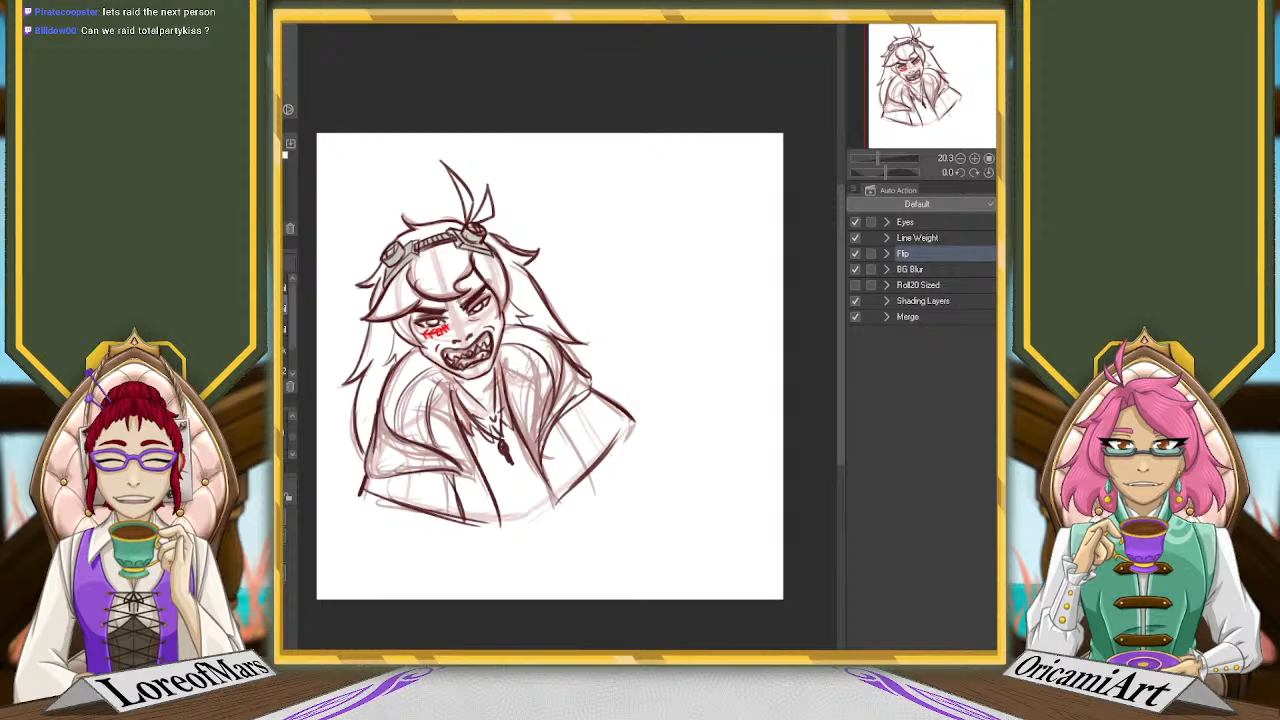 Piratecoopster: lets raid the next person
Billdow00: Can we raid totalpartykiss ?
20.3
0.0
Auto Action
Default
Eyes
Line Weight
Flip
BG Blur
Roll20 Sized
Shading Layers
Merge
LoreofMars
OricamiArt